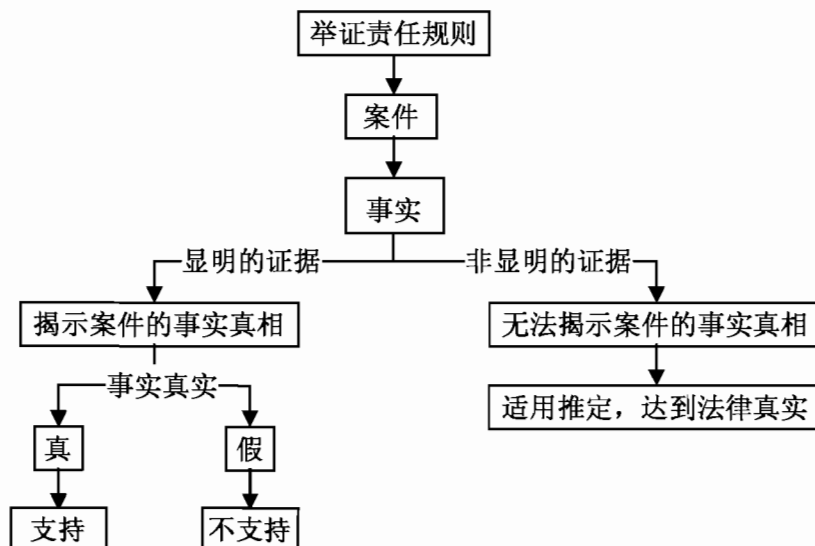 举证责任规则
案件
事实
显明的证据
非显明的证据
揭示案件的事实真相
无法揭示案件的事实真相
事实真实
适用推定，达到法律真实
真
假
支持
不支持